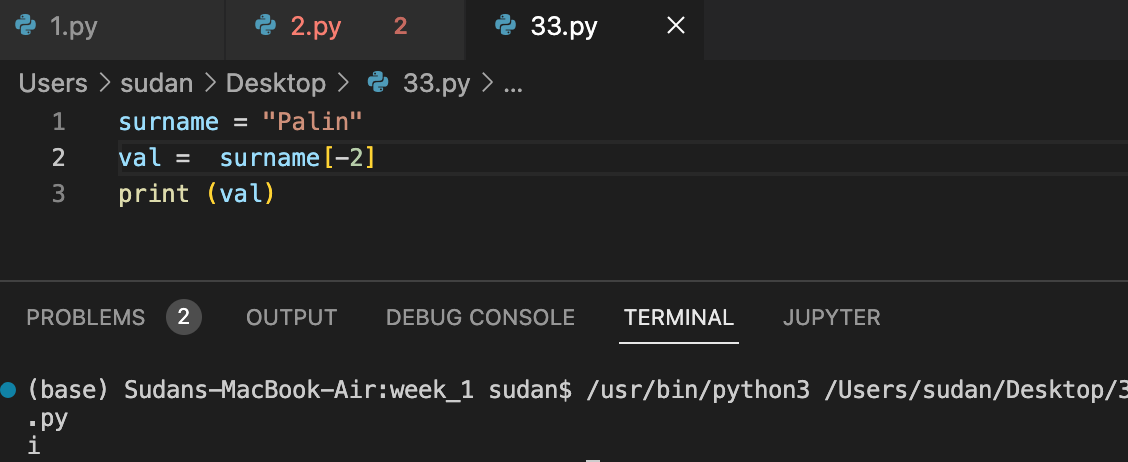 1.py 2.py 2 33.py
Users > sudan > Desktop > 33.py > ...
1 surname = "Palin"
2 val =  surname[-2]
3 print (val)
PROBLEMS 2 OUTPUT DEBUG CONSOLE TERMINAL JUPYTER
(base) Sudans-MacBook-Air:week_1 sudan$ /usr/bin/python3 /Users/sudan/Desktop/3
.py
i